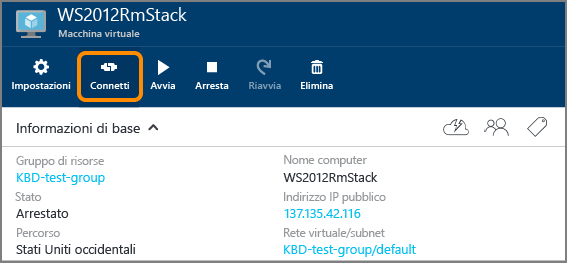 WS2012RmStack
Macchina virtuale
Impostazioni Connetti Avvia Arresta Riavvia Elimina
Informazioni di base
Gruppo di risorse Nome computer
KBD-test-group WS2012RmStack
Stato Indirizzo IP pubblico
Arrestato 137.135.42.116
Percorso Rete virtuale/subnet
Stati Uniti occidentali KBD-test-group/default